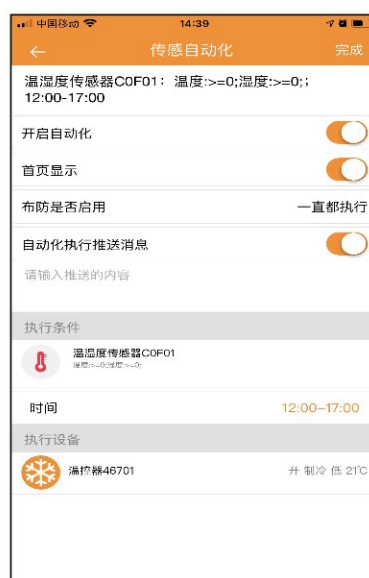 中国移动 14:39
传感自动化 完成
温湿度传感器C0F01：温度:>=0;湿度:>=0;;
12:00-17:00
开启自动化
首页显示
布防是否启用 一直都执行
自动化执行推送消息
请输入推送的内容
执行条件
温湿度传感器C0F01
温度:>=0;湿度:>=0;
时间 12:00—17:00
执行设备
温控器46701 开 制冷 低 21℃